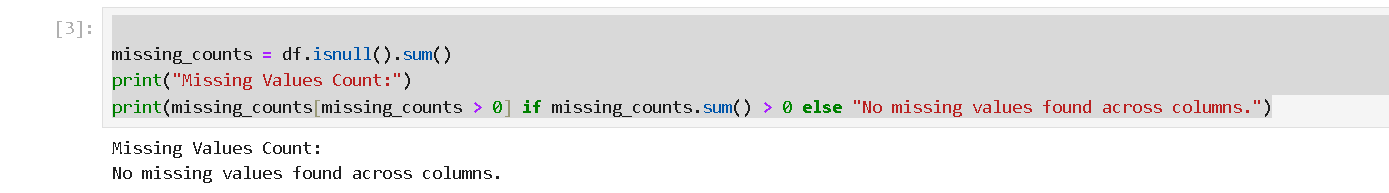 [3]:
missing_counts = df.isnull().sum()
print("Missing Values Count:")
print(missing_counts[missing_counts > 0] if missing_counts.sum() > 0 else "No missing values found across columns.")
Missing Values Count:
No missing values found across columns.